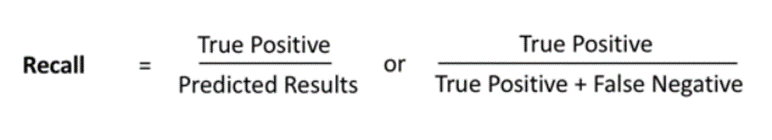 Recall = True Positive / Predicted Results or True Positive / True Positive + False Negative